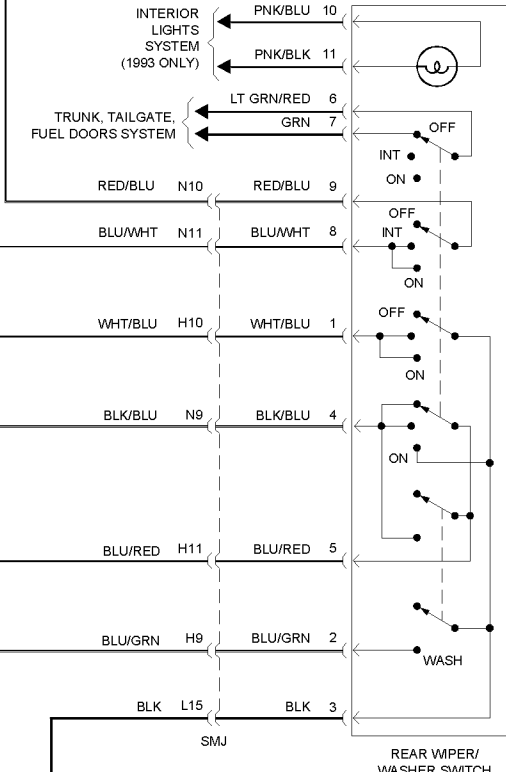 INTERIOR
LIGHTS
SYSTEM
(1993 ONLY)
PNK/BLU 10
PNK/BLK 11
TRUNK, TAILGATE,
FUEL DOORS SYSTEM
LT GRN/RED 6
GRN 7
OFF
INT
ON
RED/BLU N10 RED/BLU 9
OFF
BLU/WHT N11 BLU/WHT 8 INT
ON
OFF
WHT/BLU H10 WHT/BLU 1
ON
BLK/BLU N9 BLK/BLU 4
ON
BLU/RED H11 BLU/RED 5
BLU/GRN H9 BLU/GRN 2
WASH
BLK L15 BLK 3
SMJ
REAR WIPER/
WASHER SWITCH